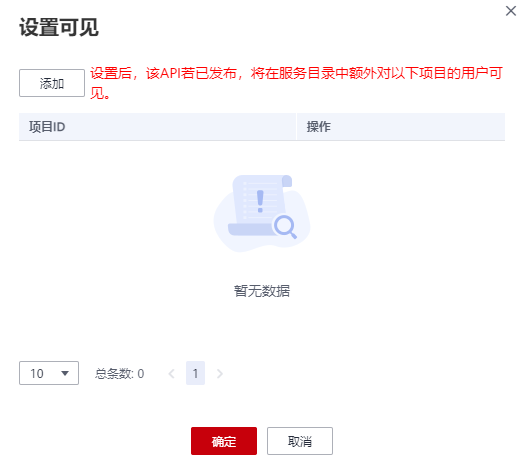 设置可见
添加
设置后，该API若已发布，将在服务目录中额外对以下项目的用户可
见。
项目ID
操作
暂无数据
10
总条数: 0
1
确定
取消